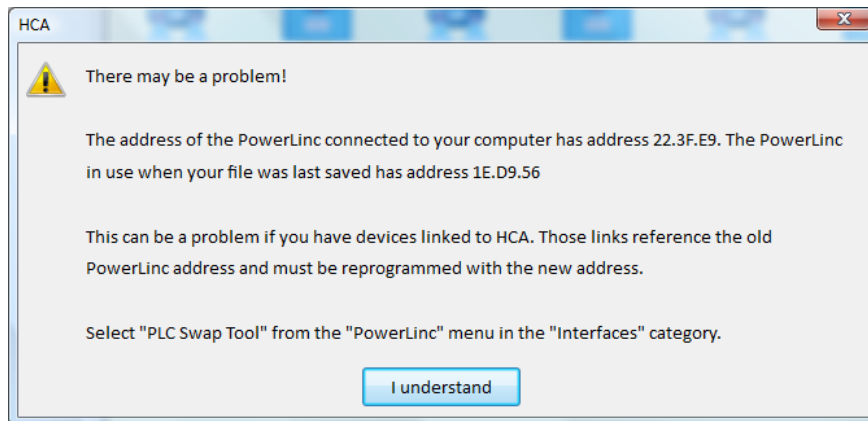 HCA
There may be a problem!
The address of the PowerLinc connected to your computer has address 22.3F.E9. The PowerLinc
in use when your file was last saved has address 1E.D9.56
This can be a problem if you have devices linked to HCA. Those links reference the old
PowerLinc address and must be reprogrammed with the new address.
Select "PLC Swap Tool" from the "PowerLinc" menu in the "Interfaces" category.
I understand